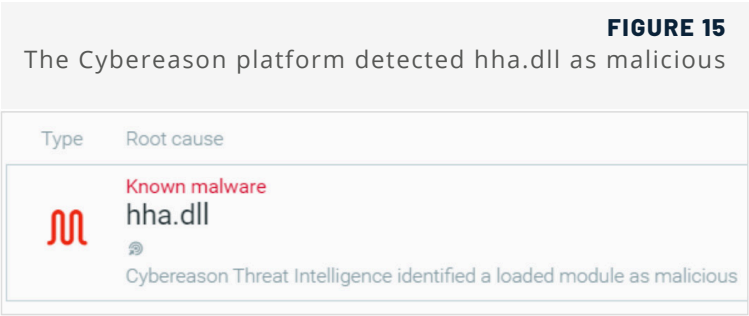 FIGURE 15
The Cybereason platform detected hha.dll as malicious
Type Root cause
Known malware
hha.dll
Cybereason Threat Intelligence identified a loaded module as malicious